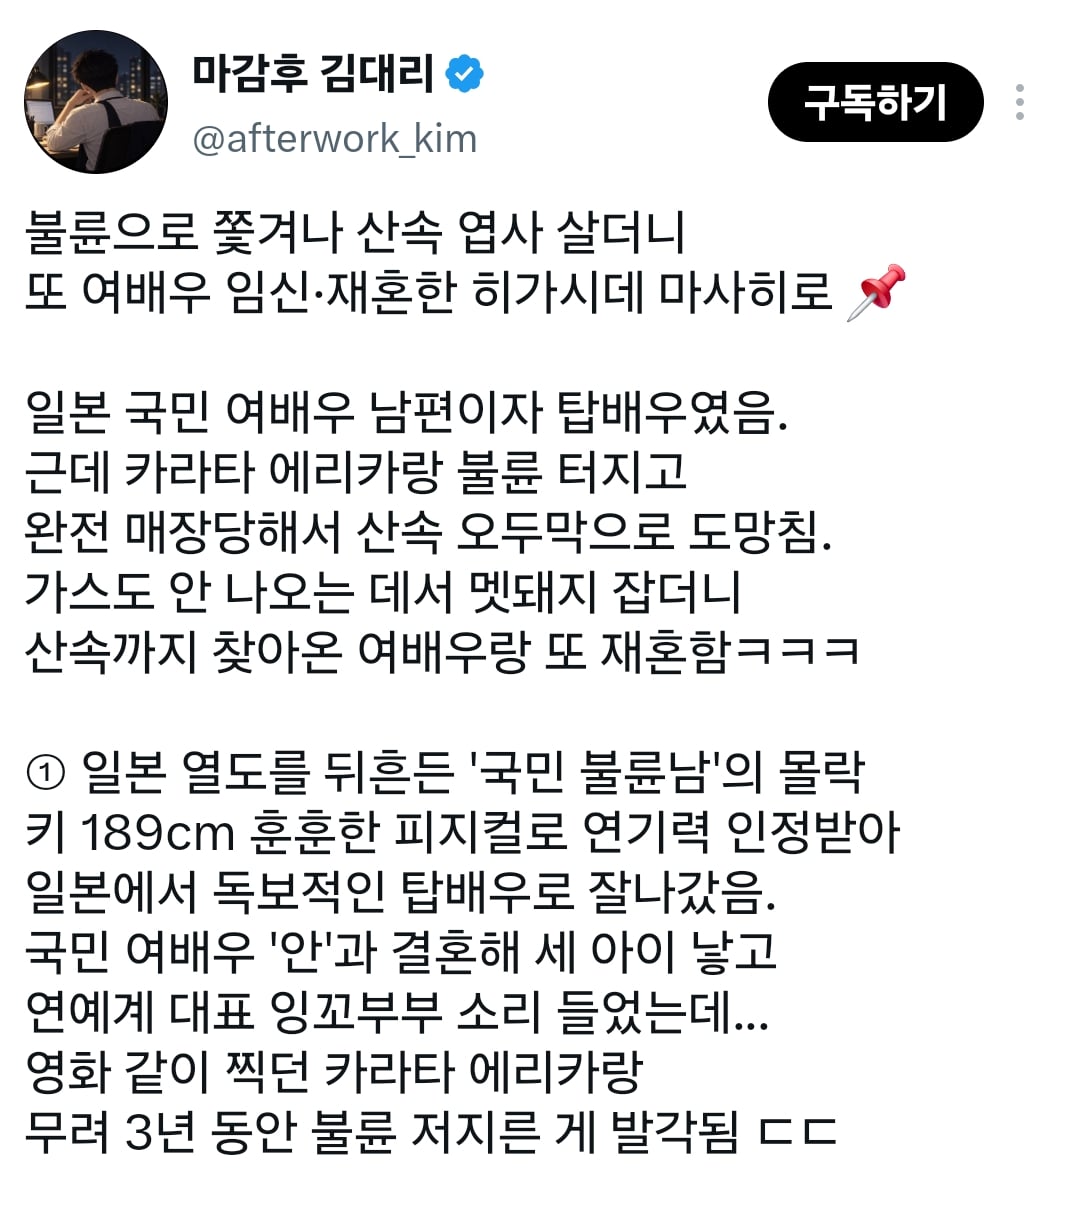 마감후 김대리
@afterwork_kim
구독하기
불륜으로 쫓겨나 산속 엽사 살더니
또 여배우 임신·재혼한 히가시데 마사히로 📌
일본 국민 여배우 남편이자 탑배우였음.
근데 카라타 에리카랑 불륜 터지고
완전 매장당해서 산속 오두막으로 도망침.
가스도 안 나오는 데서 멧돼지 잡더니
산속까지 찾아온 여배우랑 또 재혼함ㅋㅋㅋ
① 일본 열도를 뒤흔든 '국민 불륜남'의 몰락
키 189cm 훈훈한 피지컬로 연기력 인정받아
일본에서 독보적인 탑배우로 잘나갔음.
국민 여배우 '안'과 결혼해 세 아이 낳고
연예계 대표 잉꼬부부 소리 들었는데...
영화 같이 찍던 카라타 에리카랑
무려 3년 동안 불륜 저지른 게 발각됨 ㄷㄷ